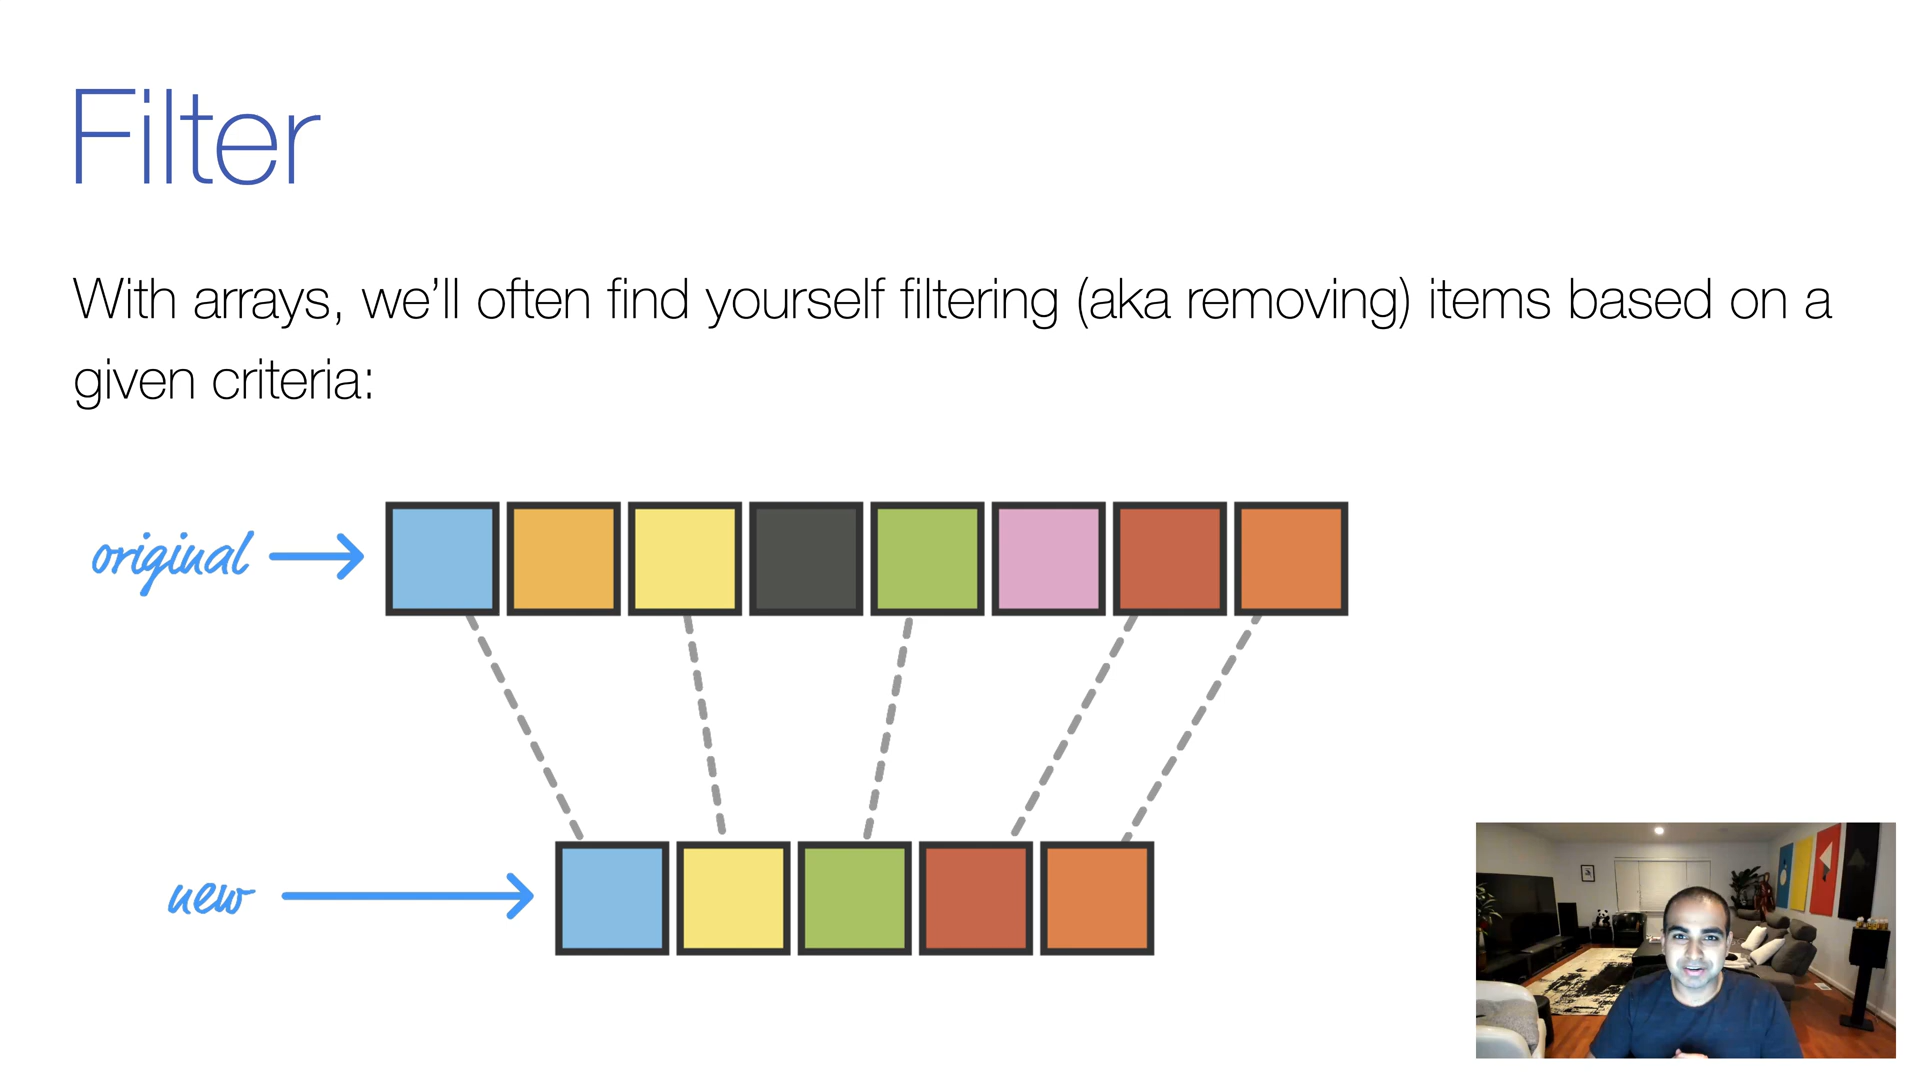 Filter
With arrays, we’ll often find yourself filtering (aka removing) items based on a
given criteria:
original
new